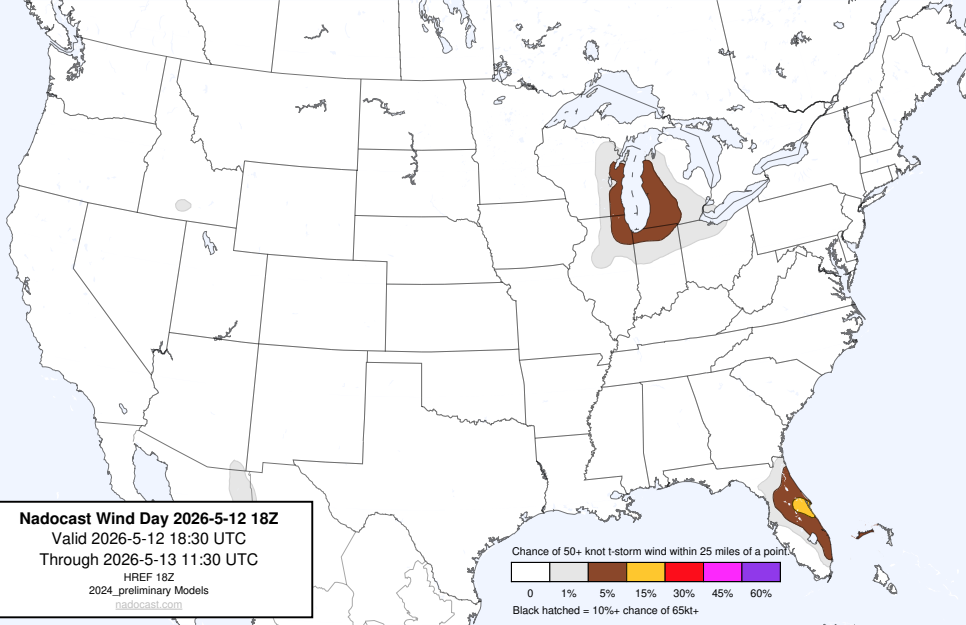 Nadocast Wind Day 2026-5-12 18Z
Valid 2026-5-12 18:30 UTC
Through 2026-5-13 11:30 UTC
HREF 18Z
2024_preliminary Models
nadocast.com
Chance of 50+ knot t-storm wind within 25 miles of a point.
0 1% 5% 15% 30% 45% 60%
Black hatched = 10%+ chance of 65kt+